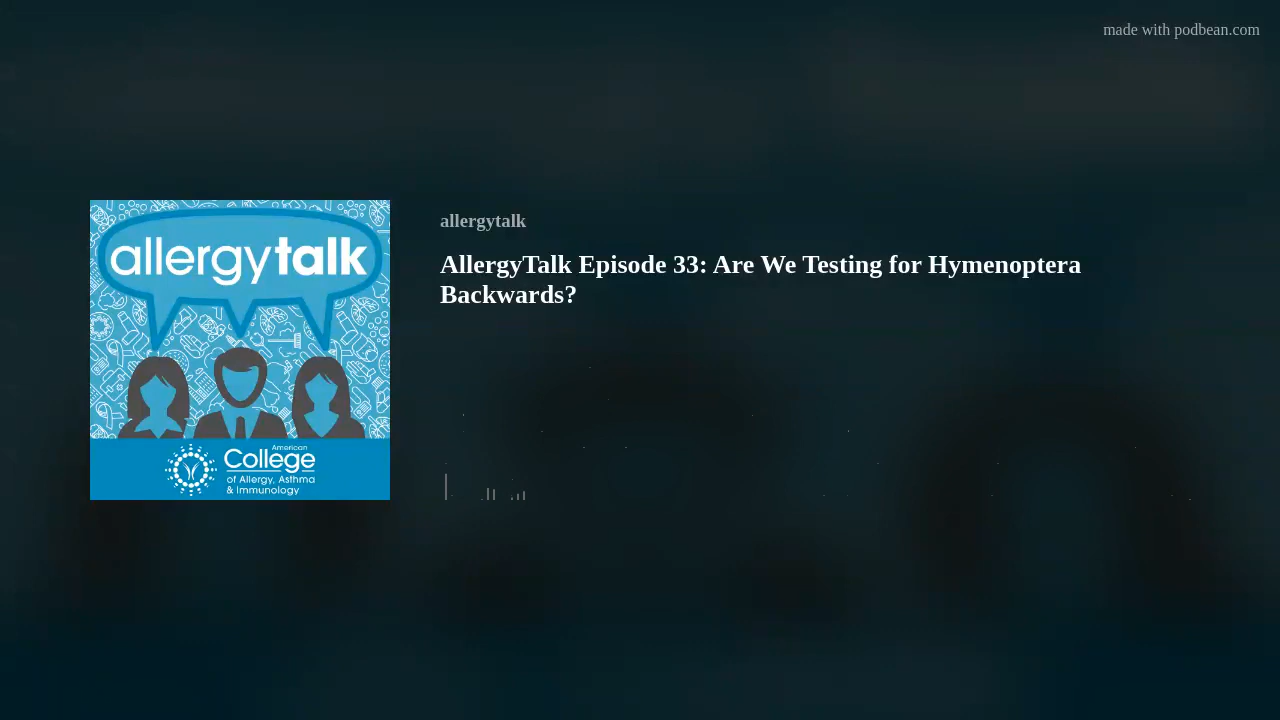 made with podbean.com
allergytalk
AllergyTalk Episode 33: Are We Testing for Hymenoptera
Backwards?
allergytalk
American
College
of Allergy, Asthma
& Immunology